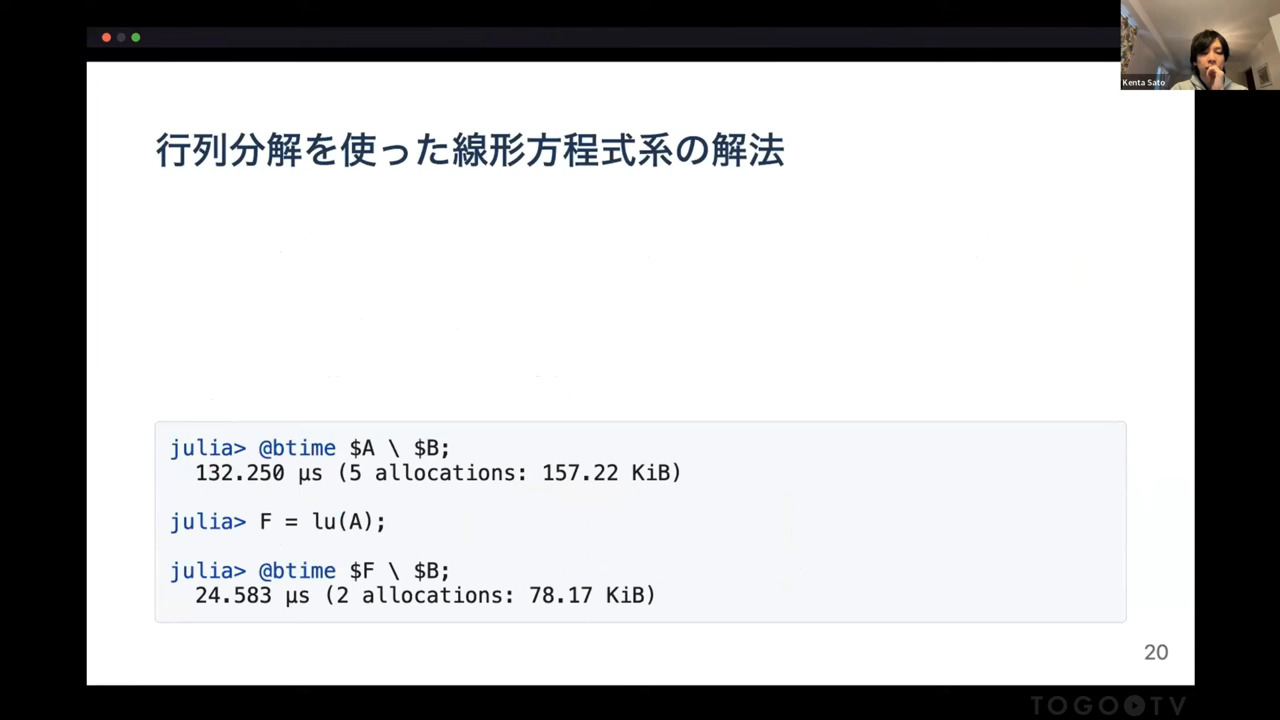 Kenta Sato
行列分解を使った線形方程式系の解法
julia> @btime $A \ $B;
132.250 μs (5 allocations: 157.22 KiB)
julia> F = lu(A);
julia> @btime $F \ $B;
24.583 μs (2 allocations: 78.17 KiB)
20
TOGO TV